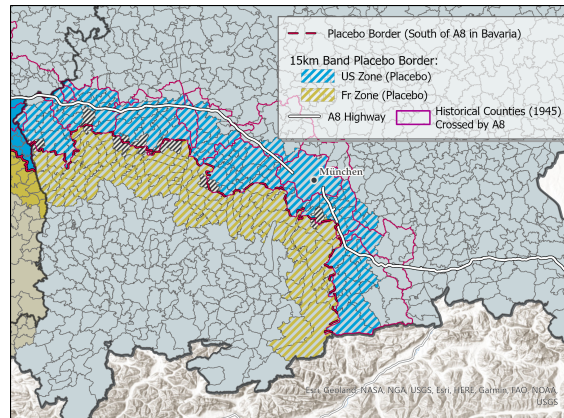 Placebo Border (South of A8 in Bavaria)
15km Band Placebo Border:
US Zone (Placebo)
Fr Zone (Placebo)
A8 Highway
Historical Counties (1945)
Crossed by A8
München
Esri, Geoland, NASA, NGA, USGS, Esri, HERE, Garmin, FAO, NOAA,
USGS